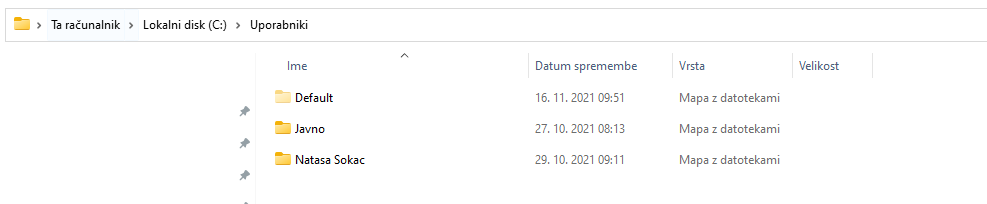 Ta računalnik > Lokalni disk (C:) > Uporabniki
Ime Datum spremembe Vrsta Velikost
Default 16. 11. 2021 09:51 Mapa z datotekami
Javno 27. 10. 2021 08:13 Mapa z datotekami
Natasa Sokac 29. 10. 2021 09:11 Mapa z datotekami